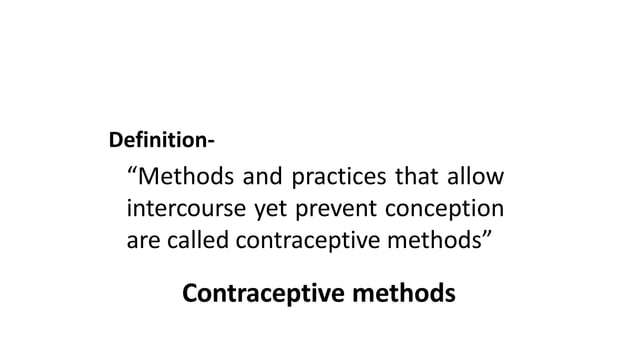 Definition-
“Methods and practices that allow
intercourse yet prevent conception
are called contraceptive methods”
Contraceptive methods